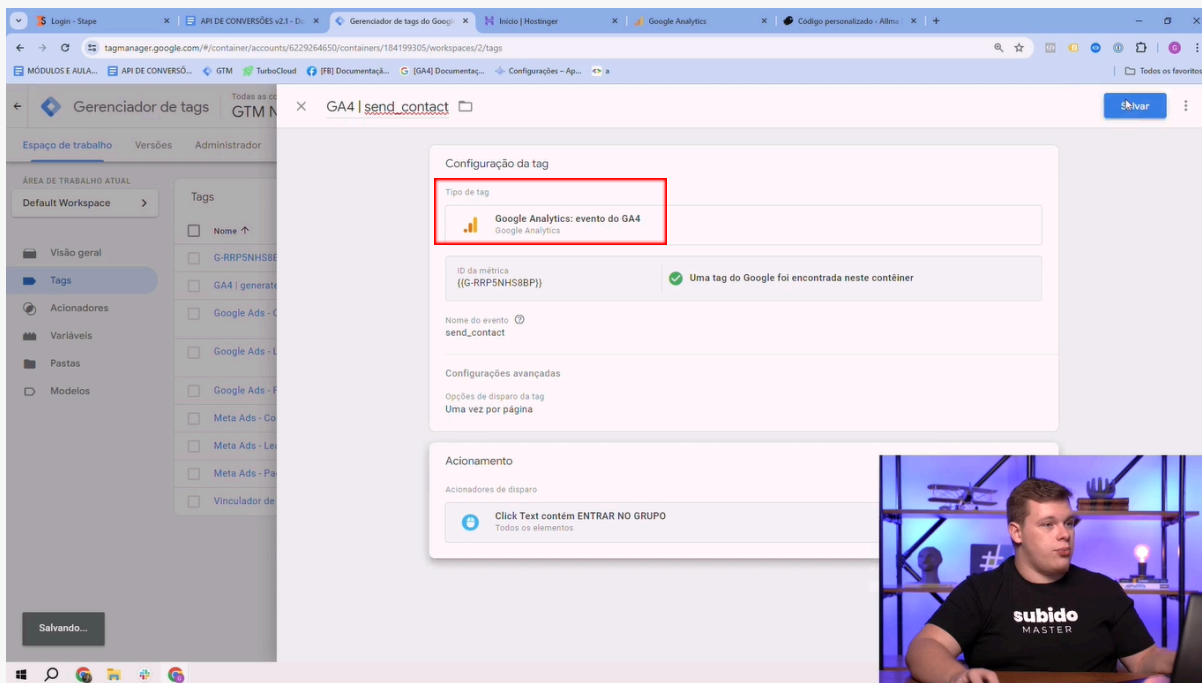 Login - Stape
API DE CONVERSÕES v2.1 - Do
Gerenciador de tags do Googl
Início | Hostinger
Google Analytics
Código personalizado - Allma
tagmanager.google.com/#/container/accounts/6229264650/containers/184199305/workspaces/2/tags
MÓDULOS E AULA...
API DE CONVERSÕ...
GTM
TurboCloud
[FB] Documentaçã...
[GA4] Documentaç...
Configurações – Ap...
a
Todos os favoritos
Gerenciador de tags
Todas as co
GTM N
GA4 | send_contact
Salvar
Espaço de trabalho
Versões
Administrador
ÁREA DE TRABALHO ATUAL
Default Workspace
Visão geral
Tags
Acionadores
Variáveis
Pastas
Modelos
Tags
Nome
G-RRP5NHS8B
GA4 | generate
Google Ads - C
Google Ads - L
Google Ads - F
Meta Ads - Co
Meta Ads - Lea
Meta Ads - Pa
Vinculador de
Configuração da tag
Tipo de tag
Google Analytics: evento do GA4
Google Analytics
ID da métrica
{{G-RRP5NHS8BP}}
Uma tag do Google foi encontrada neste contêiner
Nome do evento
send_contact
Configurações avançadas
Opções de disparo da tag
Uma vez por página
Acionamento
Acionadores de disparo
Click Text contém ENTRAR NO GRUPO
Todos os elementos
Salvando...
#
subido
MASTER